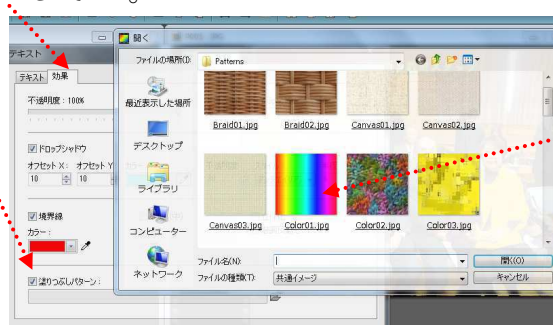 開く
テキスト
ファイルの場所(I):
Patterns
テキスト 効果
不透明度: 100%
最近表示した場所
Braid01.jpg Braid02.jpg Canvas01.jpg Canvas02.jpg
デスクトップ
ドロップシャドウ
オフセット X: オフセット Y
10 10
ライブラリ
境界線
カラー:
コンピューター
Canvas03.jpg Color01.jpg Color02.jpg Color03.jpg
ネットワーク
ファイル名(N): 開く(O)
ファイルの種類(T): 共通イメージ キャンセル
塗りつぶしパターン: